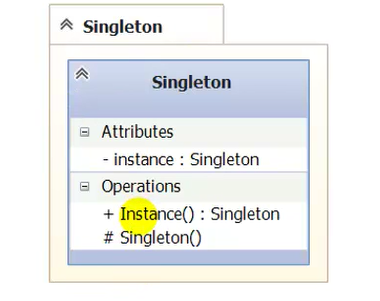 Singleton
Singleton
Attributes
- instance : Singleton
Operations
+ Instance() : Singleton
# Singleton()